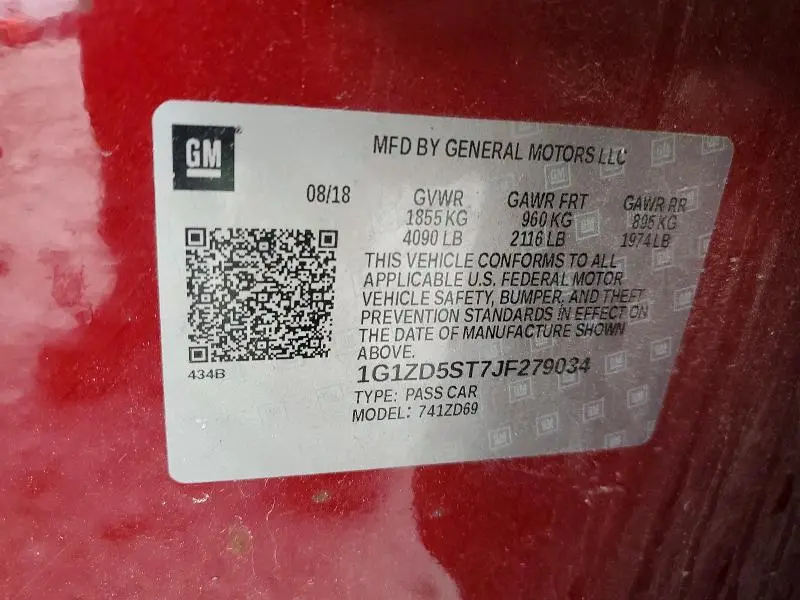 GM
MFD BY GENERAL MOTORS LLC
08/18 GVWR GAWR FRT GAWR RR
1855 KG 960 KG 895 KG
4090 LB 2116 LB 1974 LB
THIS VEHICLE CONFORMS TO ALL
APPLICABLE U.S. FEDERAL MOTOR
VEHICLE SAFETY, BUMPER, AND THEFT
PREVENTION STANDARDS IN EFFECT ON
THE DATE OF MANUFACTURE SHOWN
ABOVE.
434B
1G1ZD5ST7JF279034
TYPE: PASS CAR
MODEL: 741ZD69